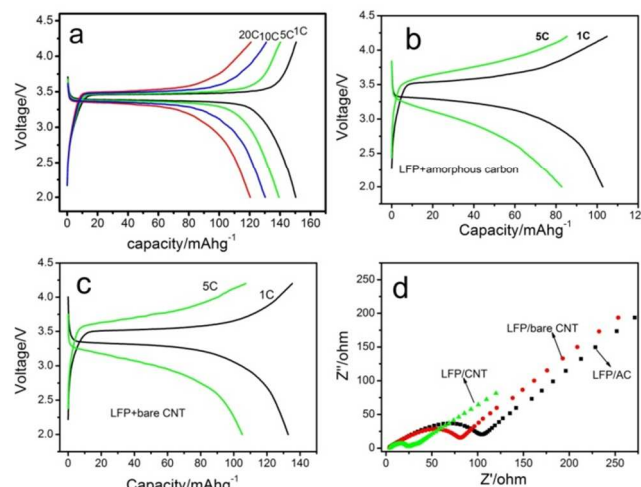 a
20C 10C 5C 1C
Voltage/V
4.5
4.0
3.5
3.0
2.5
2.0
0 20 40 60 80 100 120 140 160
capacity/mAhg⁻¹
b
5C 1C
Voltage/V
4.5
4.0
3.5
3.0
2.5
2.0
LFP+amorphous carbon
0 20 40 60 80 100 12
Capacity/mAhg⁻¹
c
5C
1C
Voltage/V
4.5
4.0
3.5
3.0
2.5
2.0
LFP+bare CNT
0 20 40 60 80 100 120 140
Capacity/mAhg⁻¹
d
Z''/ohm
250
200
150
100
50
0
LFP/bare CNT
LFP/CNT
LFP/AC
0 50 100 150 200 250
Z'/ohm